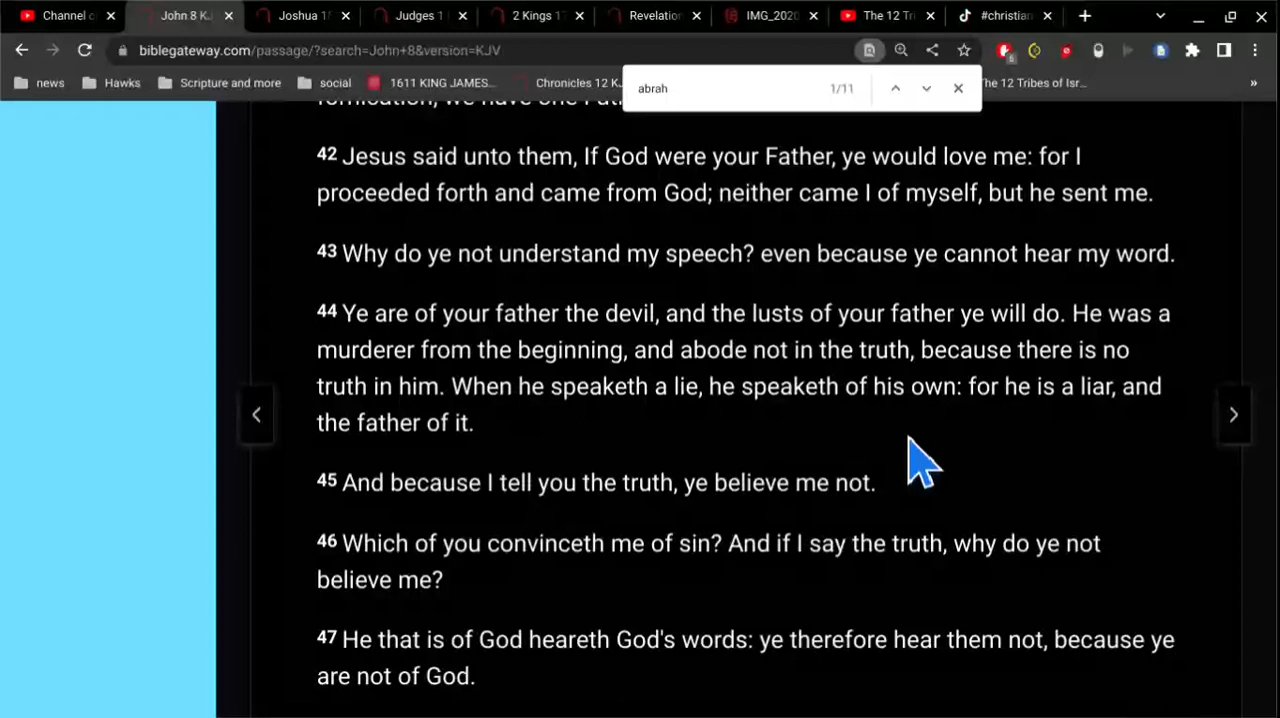 Channel c
John 8 KJ
Joshua 1
Judges 1
2 Kings 17
Revelation
IMG_2020
The 12 Tri
#christian
biblegateway.com/passage/?search=John+8&version=KJV
news
Hawks
Scripture and more
social
1611 KING JAMES...
Chronicles 12 K
The 12 Tribes of Isr...
»
abrah
1/11
42 Jesus said unto them, If God were your Father, ye would love me: for I
proceeded forth and came from God; neither came I of myself, but he sent me.
43 Why do ye not understand my speech? even because ye cannot hear my word.
44 Ye are of your father the devil, and the lusts of your father ye will do. He was a
murderer from the beginning, and abode not in the truth, because there is no
truth in him. When he speaketh a lie, he speaketh of his own: for he is a liar, and
the father of it.
45 And because I tell you the truth, ye believe me not.
46 Which of you convinceth me of sin? And if I say the truth, why do ye not
believe me?
47 He that is of God heareth God's words: ye therefore hear them not, because ye
are not of God.